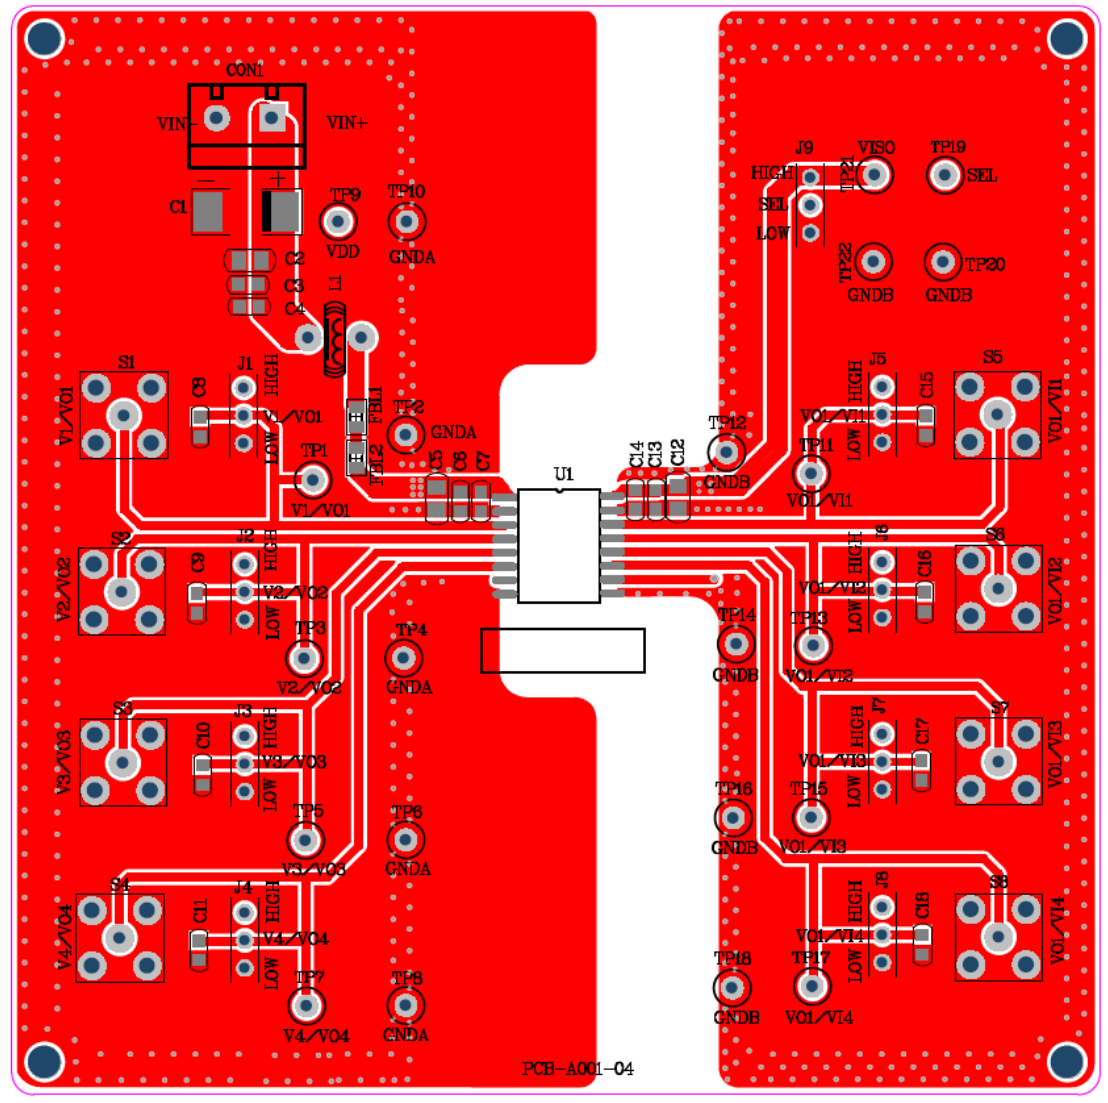 CON1
VIN-
VIN+
J9
VISO
TP19
HIGH
TP21
SEL
SEL
LOW
− +
C1
TP9
TP10
VDD
GNDA
TP22
TP20
GNDB
GNDB
C2
C3
C4
L1
S1
J1
HIGH
C8
V1/VO1
V1/VO1
LOW
FBL1
FBL2
TP2
GNDA
TP1
V1/VO1
C5
C6
C7
U1
C14
C13
C12
TP12
GNDB
J5
HIGH
C15
S5
VO1/VI1
VO1/VI1
LOW
TP11
VO1/VI1
S2
J2
HIGH
C9
V2/VO2
V2/VO2
LOW
TP3
V2/VO2
TP4
GNDA
J6
HIGH
C16
S6
VO1/VI2
VO1/VI2
LOW
TP14
GNDB
TP13
VO1/VI2
S3
J3
HIGH
C10
V3/VO3
V3/VO3
LOW
TP5
V3/VO3
TP6
GNDA
J7
HIGH
C17
S7
VO1/VI3
VO1/VI3
LOW
TP16
GNDB
TP15
VO1/VI3
S4
J4
HIGH
C11
V4/VO4
V4/VO4
LOW
TP7
V4/VO4
TP8
GNDA
J8
HIGH
C18
S8
VO1/VI4
VO1/VI4
LOW
TP18
GNDB
TP17
VO1/VI4
PCB-A001-04